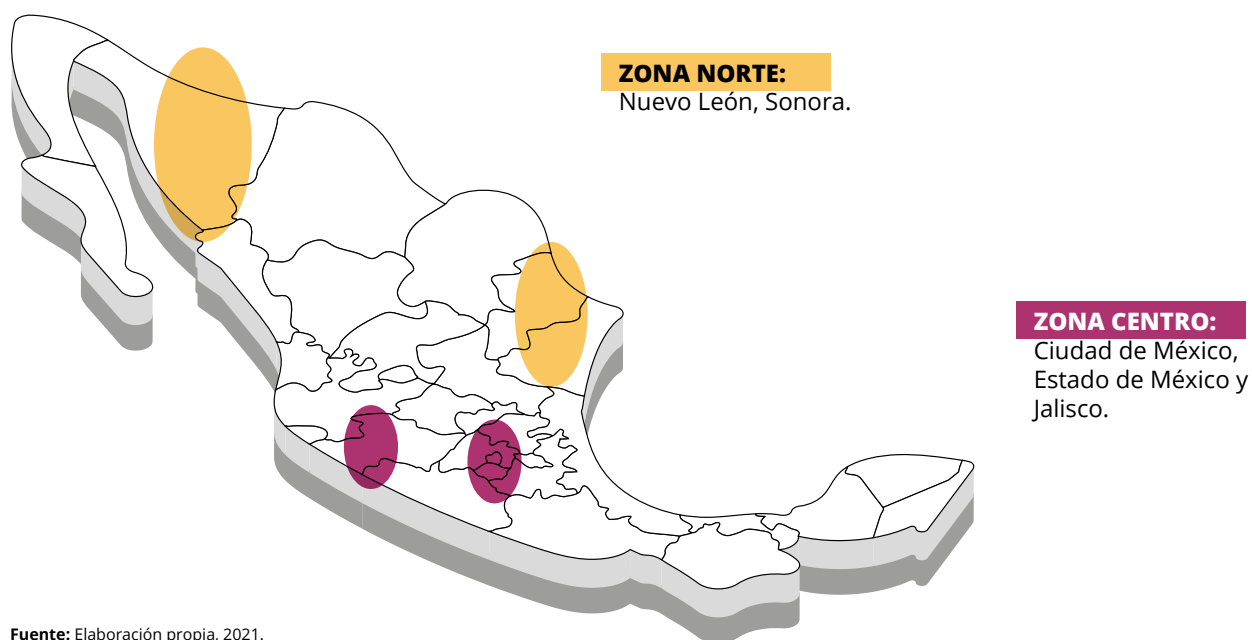 ZONA NORTE:
Nuevo León, Sonora.
ZONA CENTRO:
Ciudad de México,
Estado de México y
Jalisco.
Fuente: Elaboración propia, 2021.